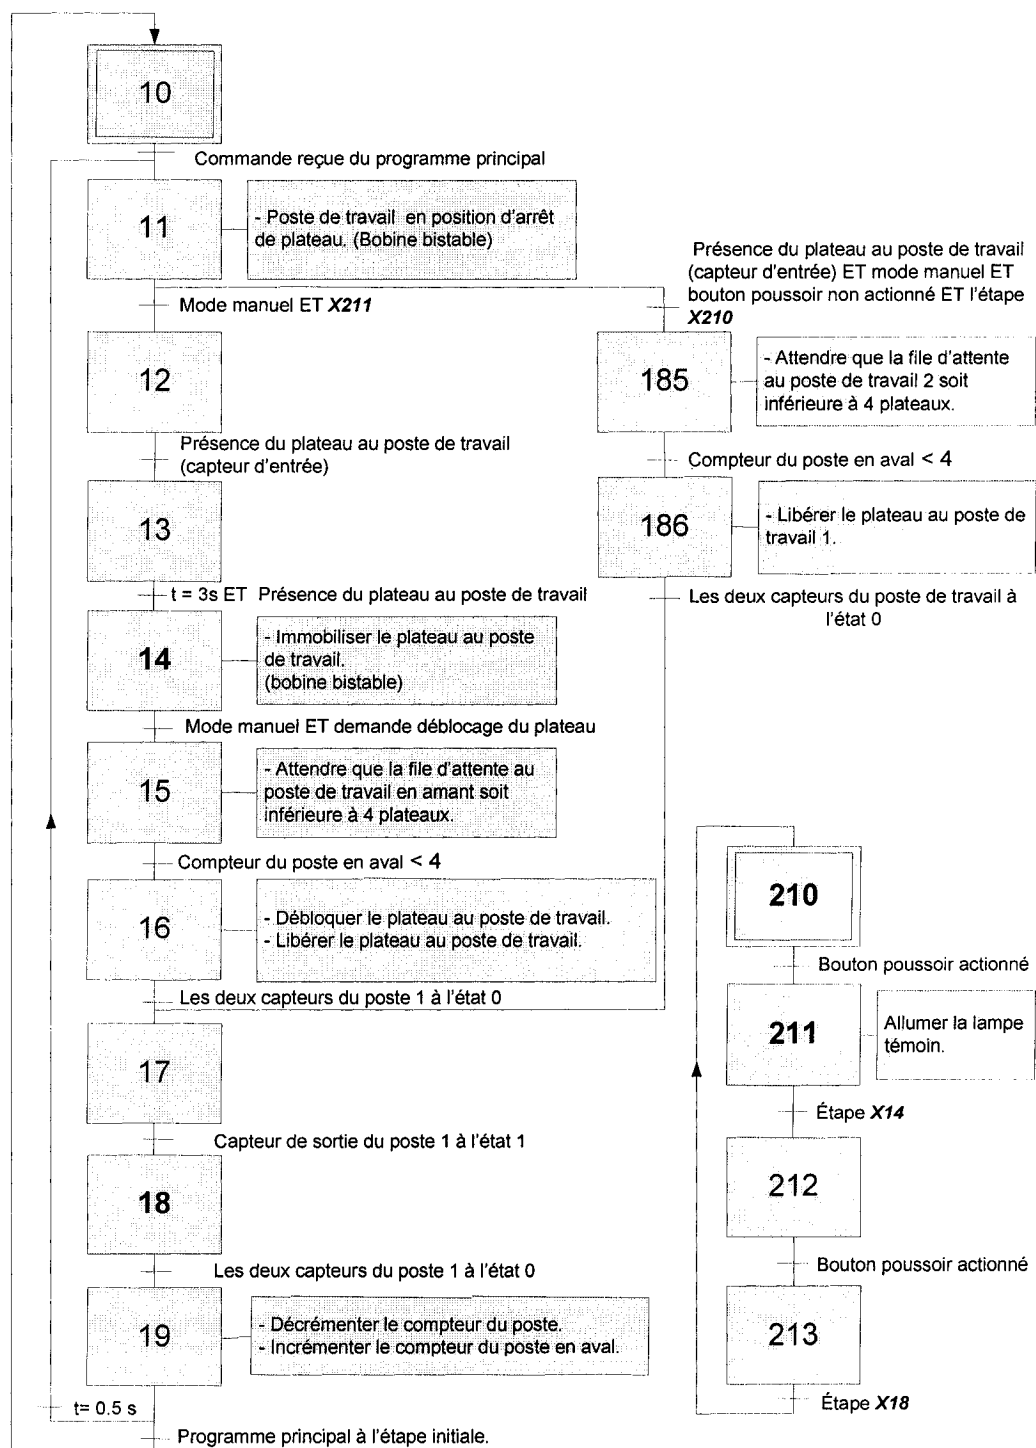 10
Commande reçue du programme principal
11
- Poste de travail en position d'arrêt
de plateau. (Bobine bistable)
Mode manuel ET X211
Présence du plateau au poste de travail
(capteur d'entrée) ET mode manuel ET
bouton poussoir non actionné ET l'étape
X210
12
185
- Attendre que la file d'attente
au poste de travail 2 soit
inférieure à 4 plateaux.
Présence du plateau au poste de travail
(capteur d'entrée)
Compteur du poste en aval < 4
13
186
- Libérer le plateau au poste de
travail 1.
t = 3s ET Présence du plateau au poste de travail
Les deux capteurs du poste de travail à
l'état 0
14
- Immobiliser le plateau au poste
de travail.
(bobine bistable)
Mode manuel ET demande déblocage du plateau
15
- Attendre que la file d'attente au
poste de travail en amant soit
inférieure à 4 plateaux.
Compteur du poste en aval < 4
16
- Débloquer le plateau au poste de travail.
- Libérer le plateau au poste de travail.
Les deux capteurs du poste 1 à l'état 0
17
Capteur de sortie du poste 1 à l'état 1
18
Les deux capteurs du poste 1 à l'état 0
19
- Décrémenter le compteur du poste.
- Incrémenter le compteur du poste en aval.
t= 0.5 s
Programme principal à l'étape initiale.
210
Bouton poussoir actionné
211
Allumer la lampe
témoin.
Étape X14
212
Bouton poussoir actionné
213
Étape X18